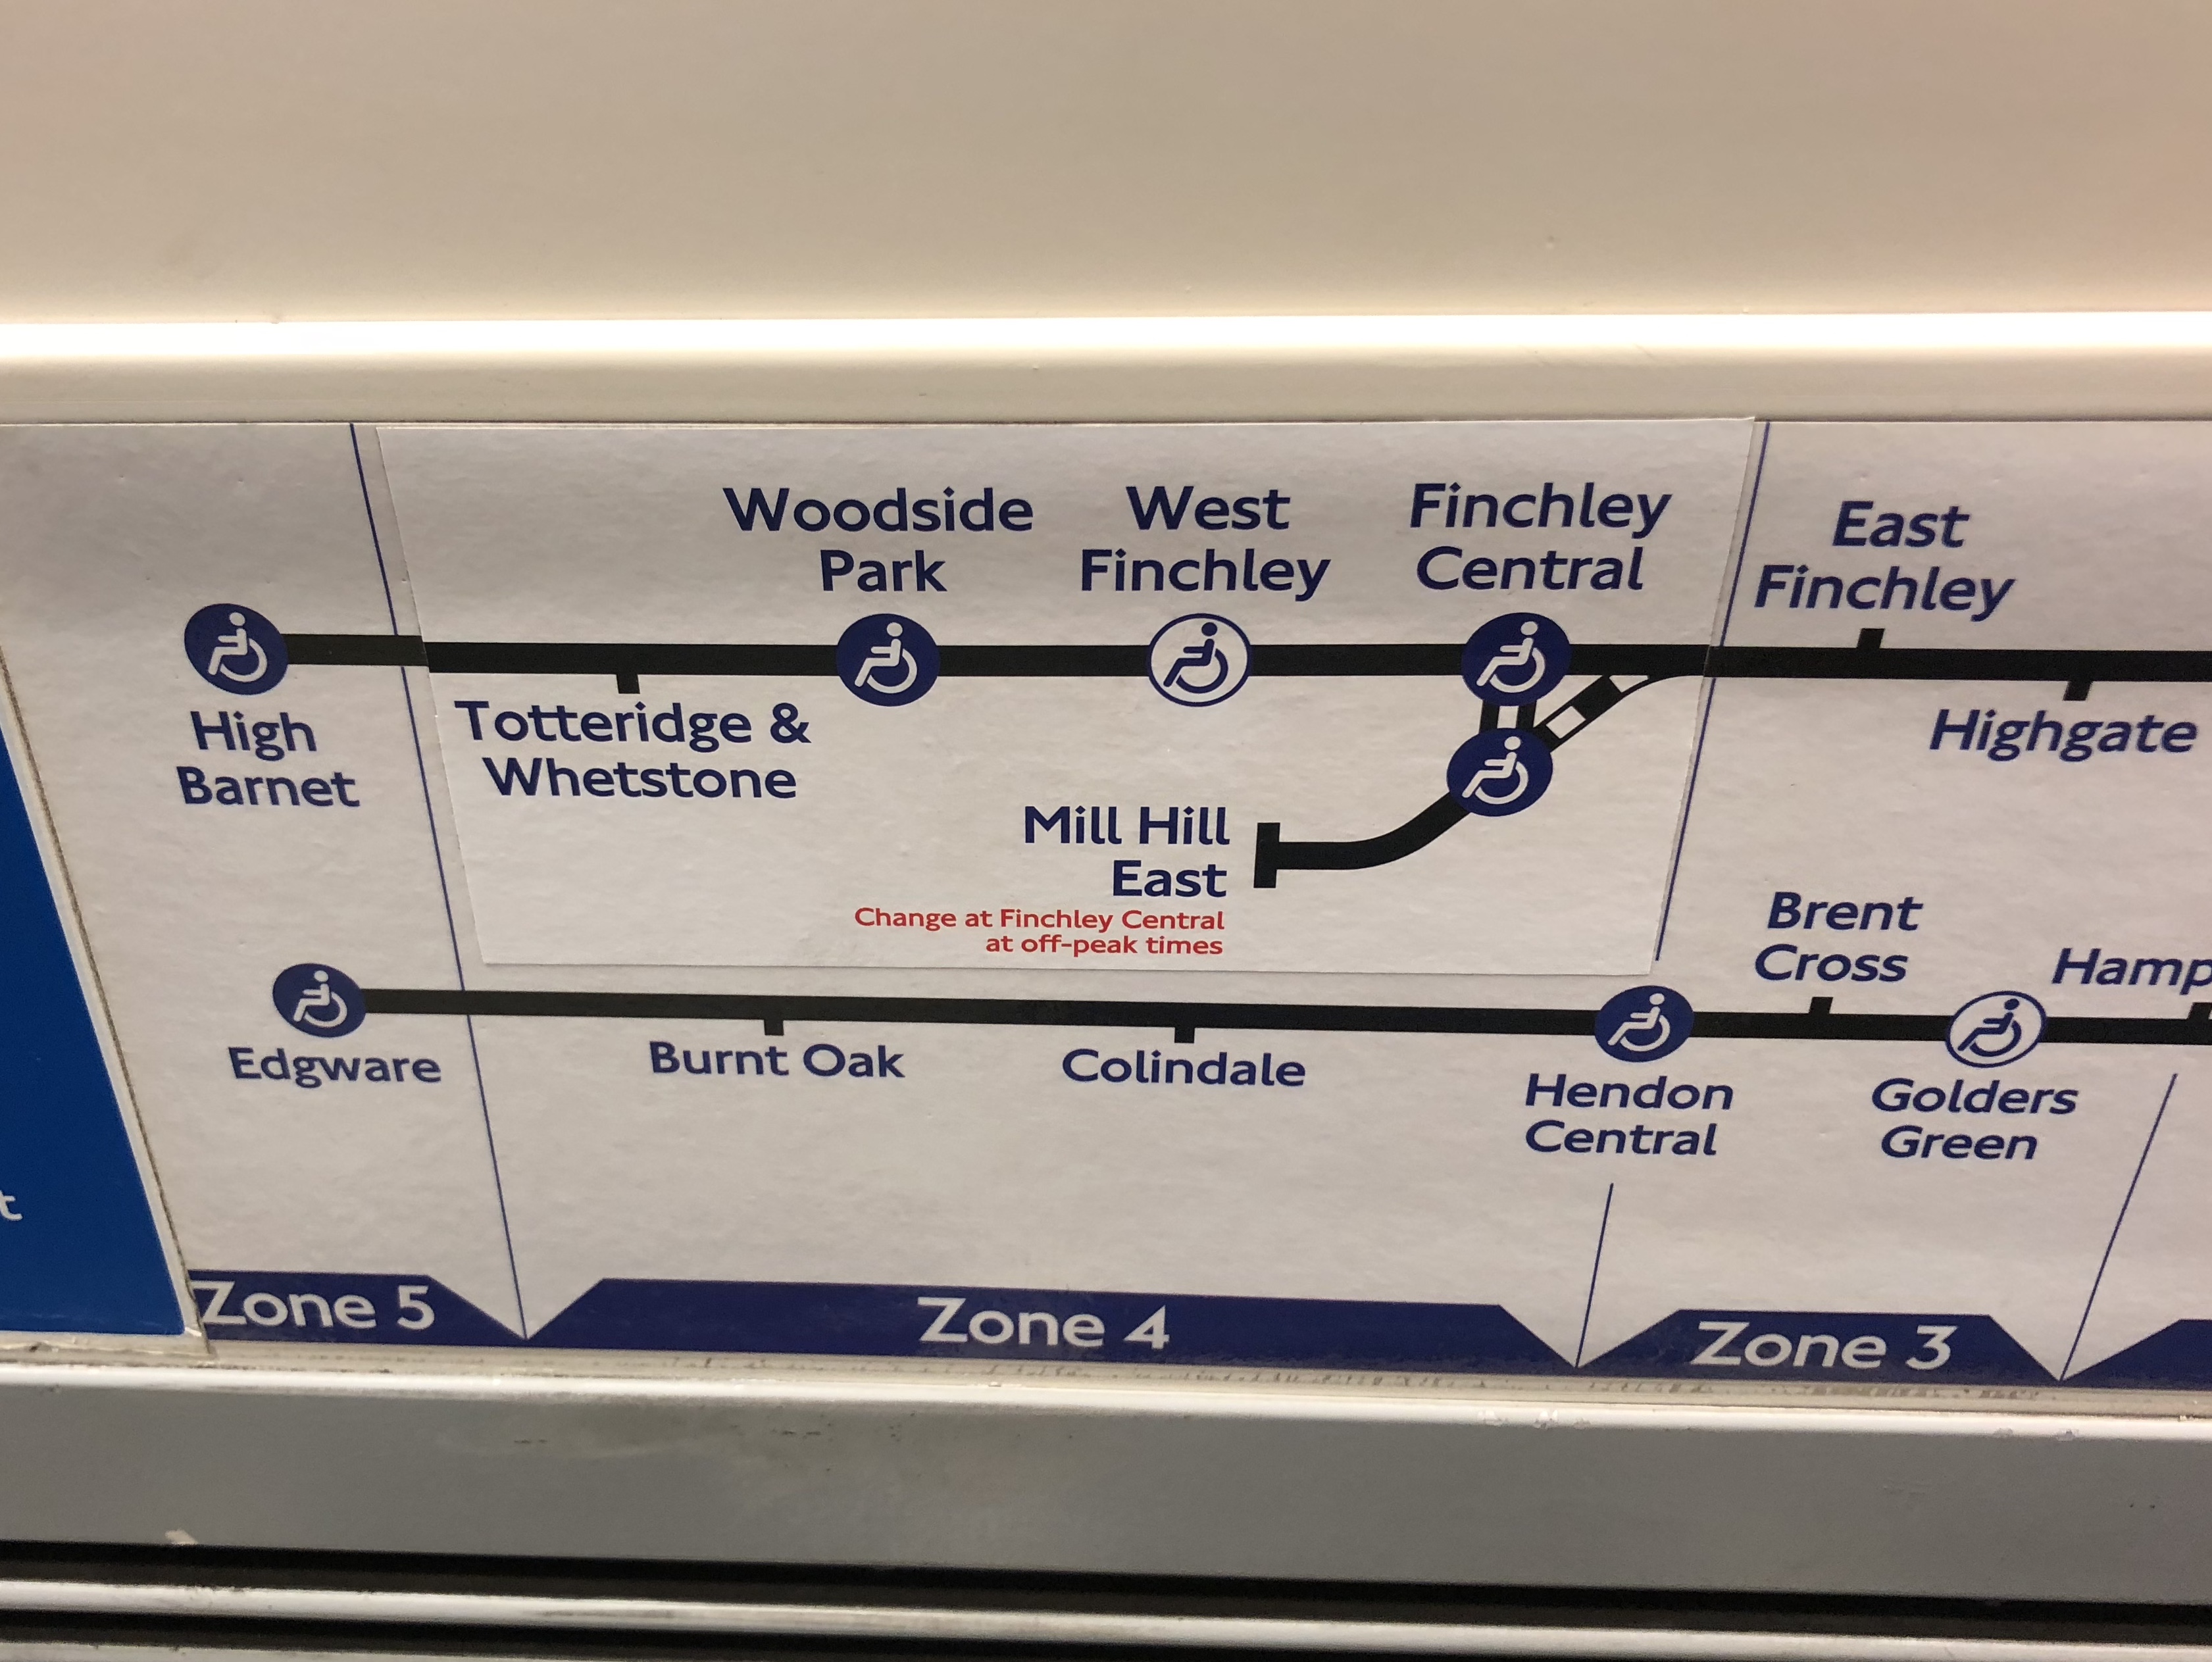 Woodside
Park
West
Finchley
Finchley
Central
East
Finchley
High
Barnet
Totteridge &
Whetstone
Highgate
Mill Hill
East
Change at Finchley Central
at off-peak times
Brent
Cross
Edgware
Burnt Oak
Colindale
Hendon
Central
Golders
Green
Zone 5
Zone 4
Zone 3